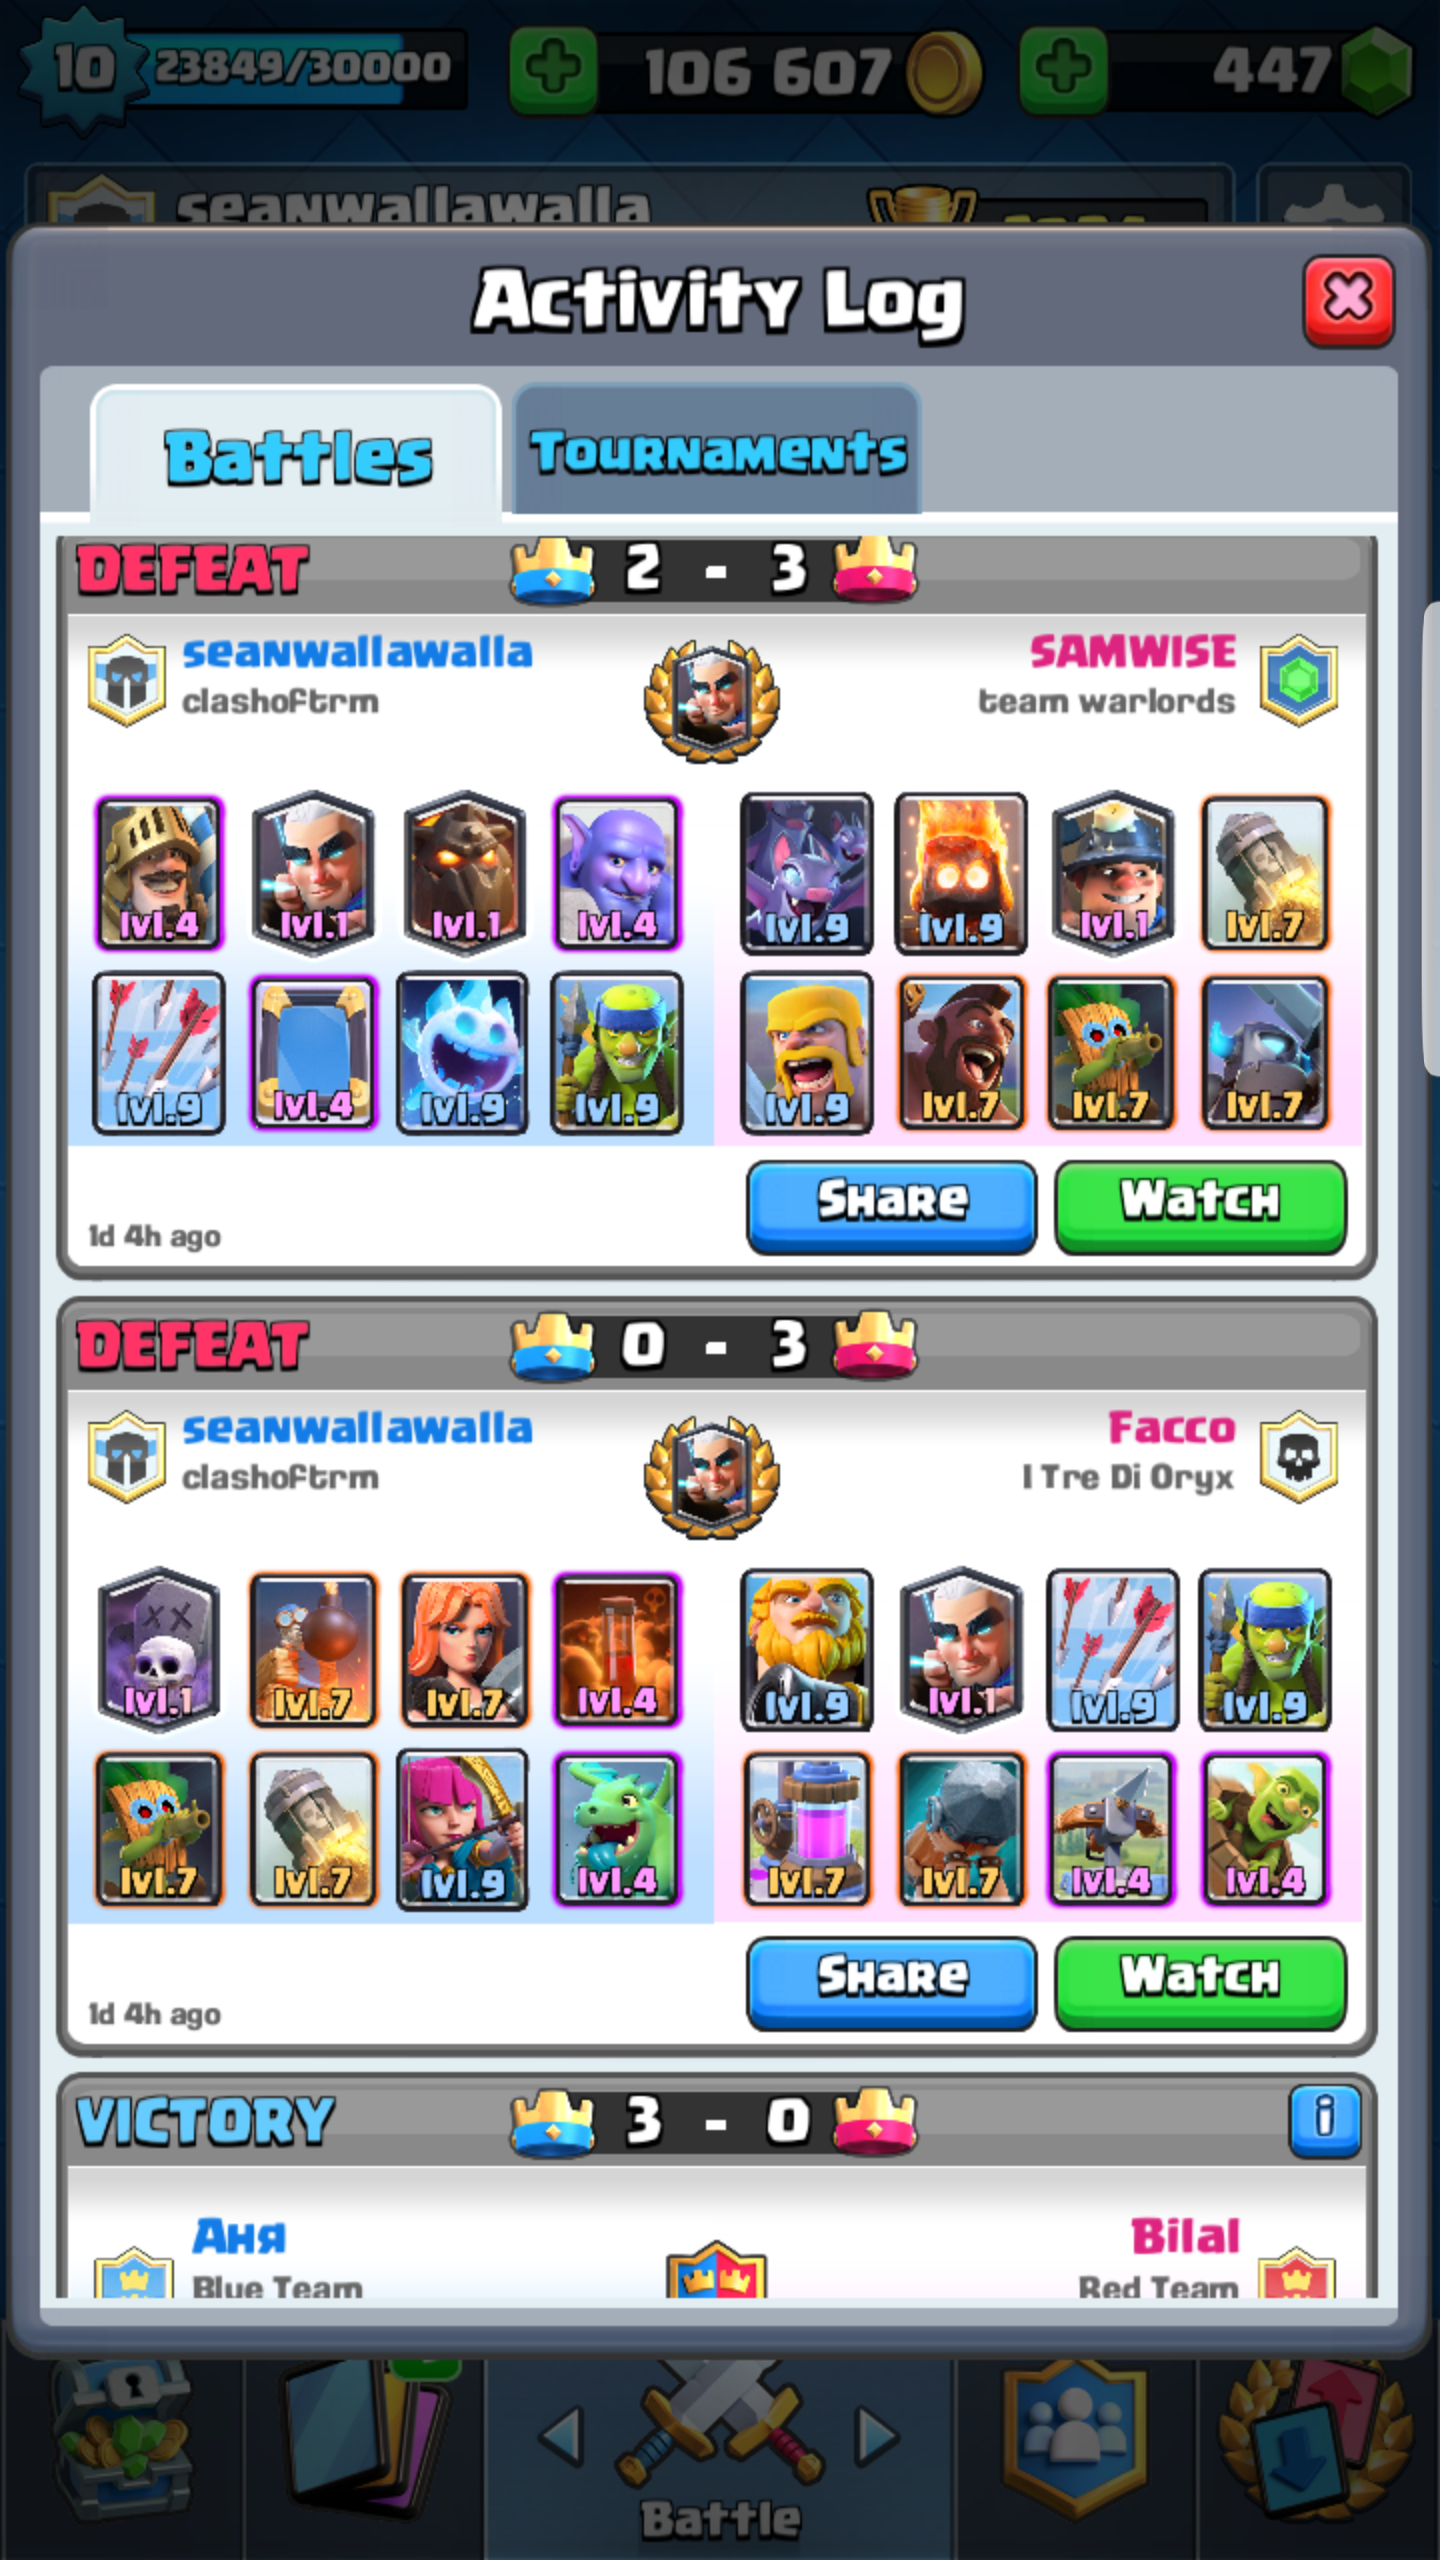 10 23849/30000 106 607 447
seanwallawalla
Activity Log
Battles Tournaments
DEFEAT 2 - 3
seanwallawalla SAMWISE
clashoftrm team warlords
lvl.4 lvl.1 lvl.1 lvl.4 lvl.9 lvl.9 lvl.1 lvl.7
lvl.9 lvl.4 lvl.9 lvl.9 lvl.9 lvl.7 lvl.7 lvl.7
Share Watch
1d 4h ago
DEFEAT 0 - 3
seanwallawalla Facco
clashoftrm I Tre Di Oryx
lvl.1 lvl.7 lvl.7 lvl.4 lvl.9 lvl.1 lvl.9 lvl.9
lvl.7 lvl.7 lvl.9 lvl.4 lvl.7 lvl.7 lvl.4 lvl.4
Share Watch
1d 4h ago
VICTORY 3 - 0 i
Аня Bilal
Blue Team Red Team
Battle